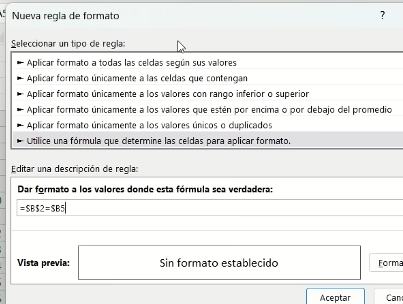 Nueva regla de formato
?
Seleccionar un tipo de regla:
► Aplicar formato a todas las celdas según sus valores
► Aplicar formato únicamente a las celdas que contengan
► Aplicar formato únicamente a los valores con rango inferior o superior
► Aplicar formato únicamente a los valores que estén por encima o por debajo del promedio
► Aplicar formato únicamente a los valores únicos o duplicados
► Utilice una fórmula que determine las celdas para aplicar formato.
Editar una descripción de regla:
Dar formato a los valores donde esta fórmula sea verdadera:
=$B$2=$B5
Vista previa:
Sin formato establecido
Forma
Aceptar
Canc